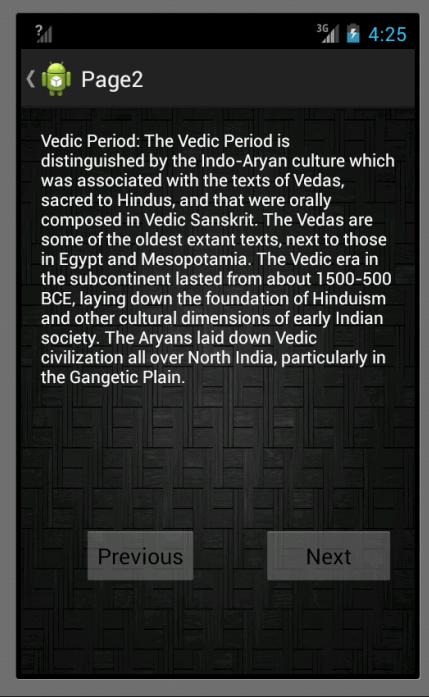 ?
3G
4:25
Page2
Vedic Period: The Vedic Period is
distinguished by the Indo-Aryan culture which
was associated with the texts of Vedas,
sacred to Hindus, and that were orally
composed in Vedic Sanskrit. The Vedas are
some of the oldest extant texts, next to those
in Egypt and Mesopotamia. The Vedic era in
the subcontinent lasted from about 1500-500
BCE, laying down the foundation of Hinduism
and other cultural dimensions of early Indian
society. The Aryans laid down Vedic
civilization all over North India, particularly in
the Gangetic Plain.
Previous
Next